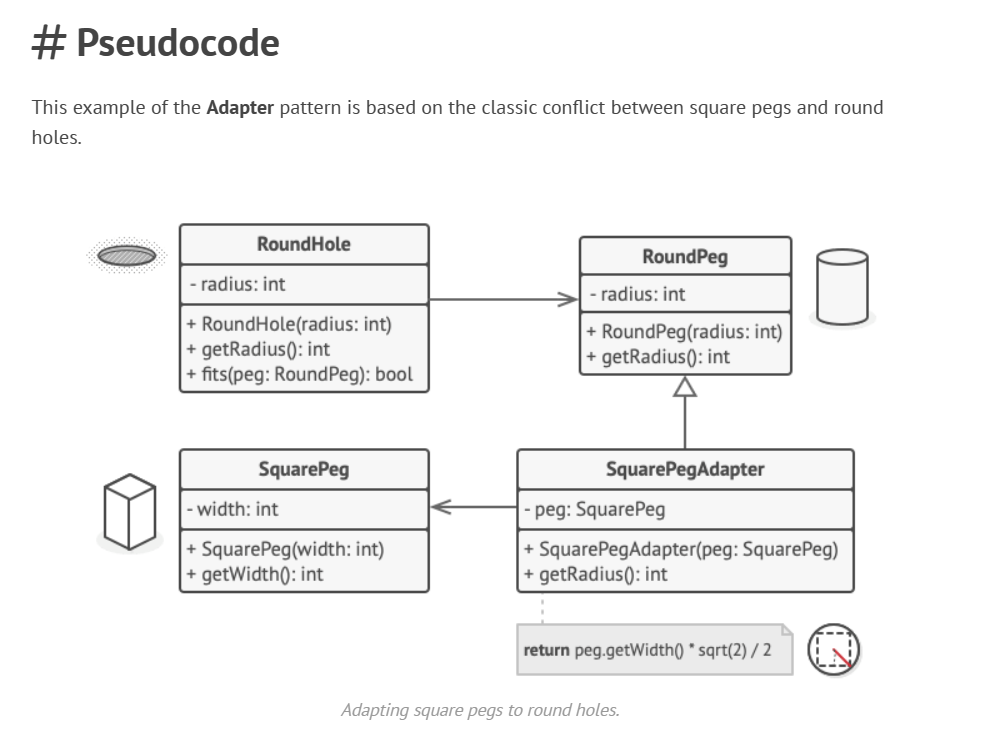 # Pseudocode
This example of the Adapter pattern is based on the classic conflict between square pegs and round
holes.
RoundHole
- radius: int
+ RoundHole(radius: int)
+ getRadius(): int
+ fits(peg: RoundPeg): bool
RoundPeg
- radius: int
+ RoundPeg(radius: int)
+ getRadius(): int
SquarePeg
- width: int
+ SquarePeg(width: int)
+ getWidth(): int
SquarePegAdapter
- peg: SquarePeg
+ SquarePegAdapter(peg: SquarePeg)
+ getRadius(): int
return peg.getWidth() * sqrt(2) / 2
Adapting square pegs to round holes.